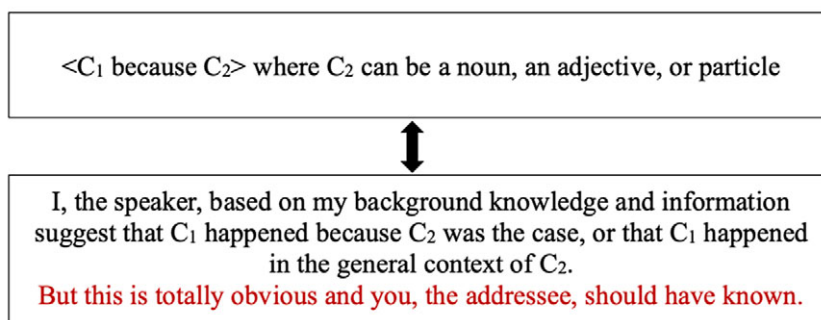 <C₁ because C₂> where C₂ can be a noun, an adjective, or particle
I, the speaker, based on my background knowledge and information
suggest that C₁ happened because C₂ was the case, or that C₁ happened
in the general context of C₂.
But this is totally obvious and you, the addressee, should have known.